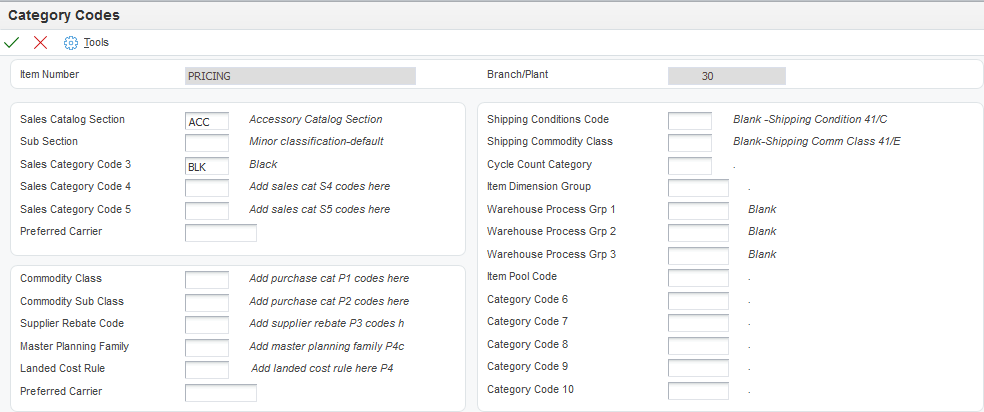 Category Codes
Tools
Item Number PRICING Branch/Plant 30
Sales Catalog Section ACC Accessory Catalog Section
Sub Section Minor classification-default
Sales Category Code 3 BLK Black
Sales Category Code 4 Add sales cat S4 codes here
Sales Category Code 5 Add sales cat S5 codes here
Preferred Carrier
Commodity Class Add purchase cat P1 codes here
Commodity Sub Class Add purchase cat P2 codes here
Supplier Rebate Code Add supplier rebate P3 codes h
Master Planning Family Add master planning family P4c
Landed Cost Rule Add landed cost rule here P4
Preferred Carrier
Shipping Conditions Code Blank -Shipping Condition 41/C
Shipping Commodity Class Blank-Shipping Comm Class 41/E
Cycle Count Category .
Item Dimension Group .
Warehouse Process Grp 1 Blank
Warehouse Process Grp 2 Blank
Warehouse Process Grp 3 Blank
Item Pool Code .
Category Code 6 .
Category Code 7 .
Category Code 8 .
Category Code 9 .
Category Code 10 .